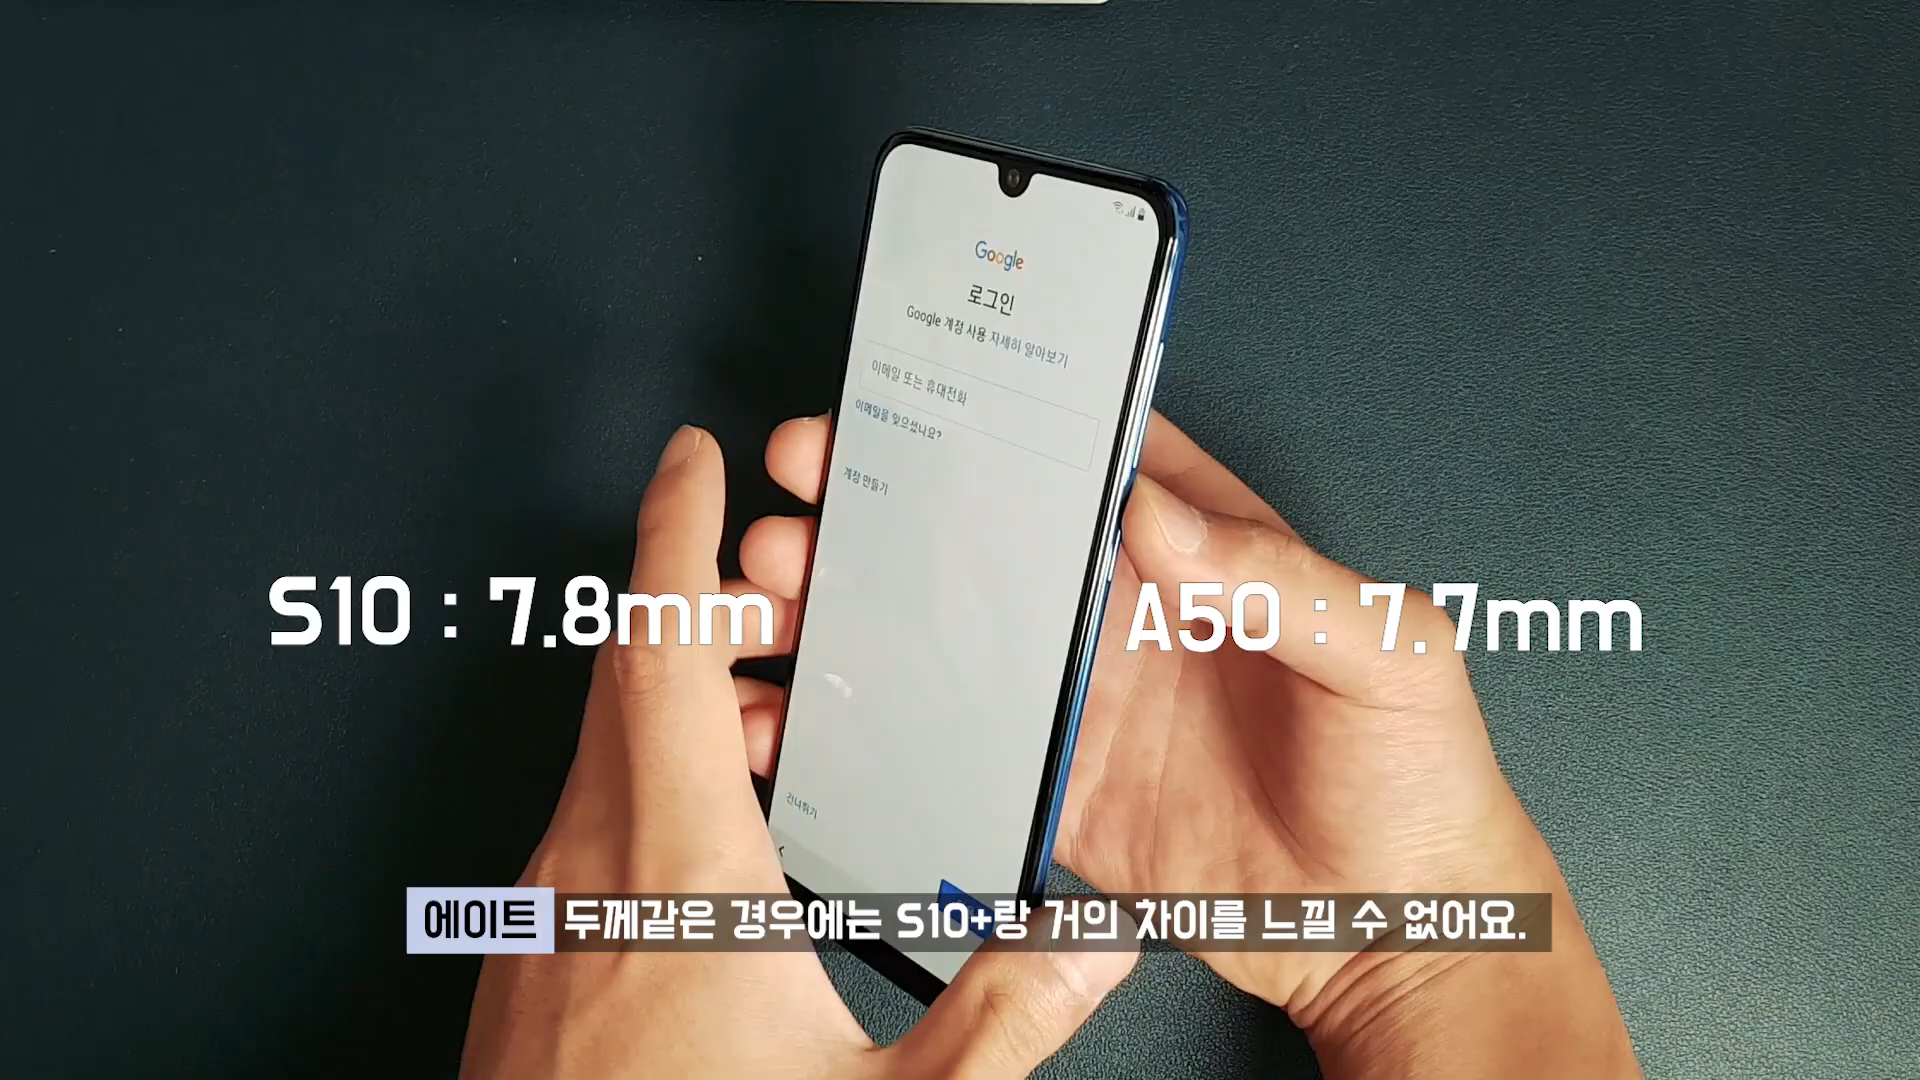 Google
로그인
Google 계정 사용 자세히 알아보기
이메일 또는 휴대전화
이메일을 잊으셨나요?
계정 만들기
S10 : 7.8mm
A50 : 7.7mm
건너뛰기
에이트 두께같은 경우에는 S10+랑 거의 차이를 느낄 수 없어요.